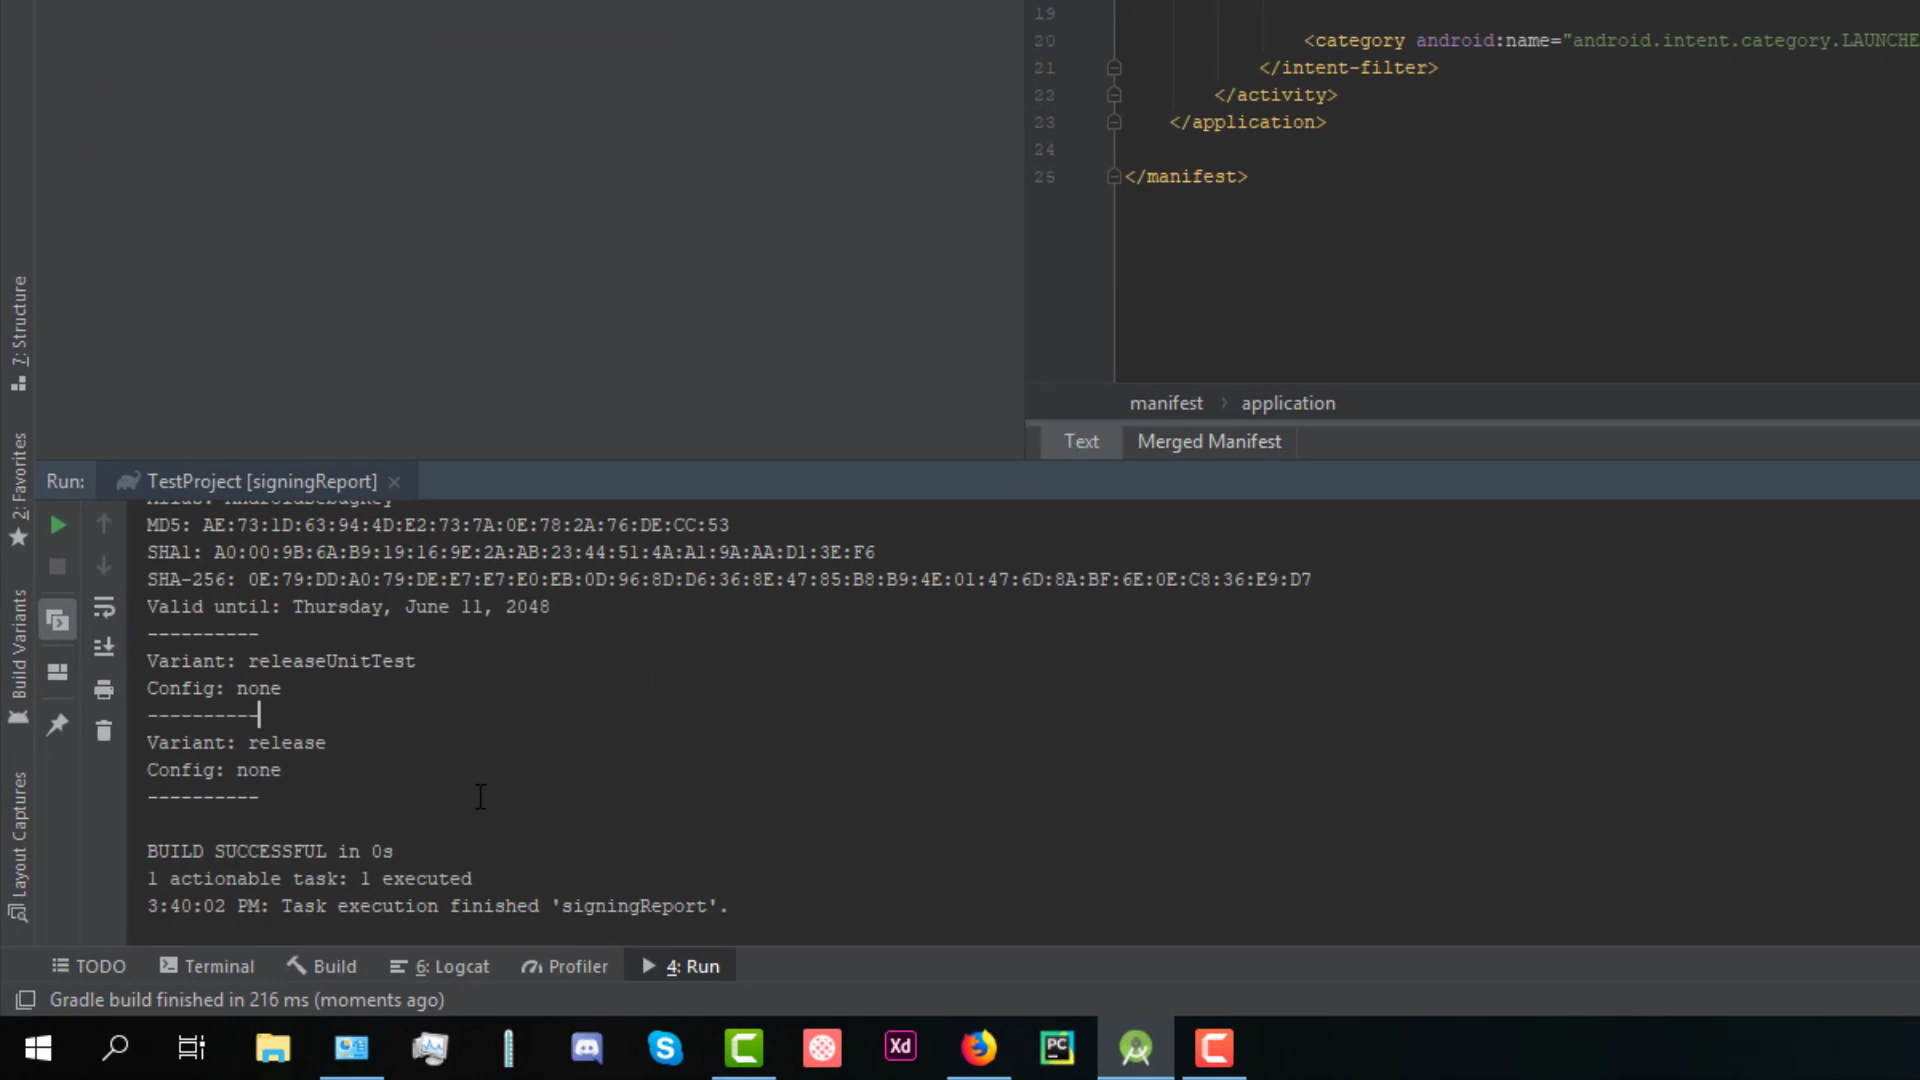 19
20 <category android:name="android.intent.category.LAUNCHE
21 </intent-filter>
22 </activity>
23 </application>
24
25 </manifest>
7: Structure
2: Favorites
Build Variants
Layout Captures
manifest > application
Text Merged Manifest
Run: TestProject [signingReport]
Alias: AndroidDebugKey
MD5: AE:73:1D:63:94:4D:E2:73:7A:0E:78:2A:76:DE:CC:53
SHA1: A0:00:9B:6A:B9:19:16:9E:2A:AB:23:44:51:4A:A1:9A:AA:D1:3E:F6
SHA-256: 0E:79:DD:A0:79:DE:E7:E7:E0:EB:0D:96:8D:D6:36:8E:47:85:B8:B9:4E:01:47:6D:8A:BF:6E:0E:C8:36:E9:D7
Valid until: Thursday, June 11, 2048
----------
Variant: releaseUnitTest
Config: none
----------
Variant: release
Config: none
----------
BUILD SUCCESSFUL in 0s
1 actionable task: 1 executed
3:40:02 PM: Task execution finished 'signingReport'.
TODO Terminal Build 6: Logcat Profiler 4: Run
Gradle build finished in 216 ms (moments ago)
Xd
PC